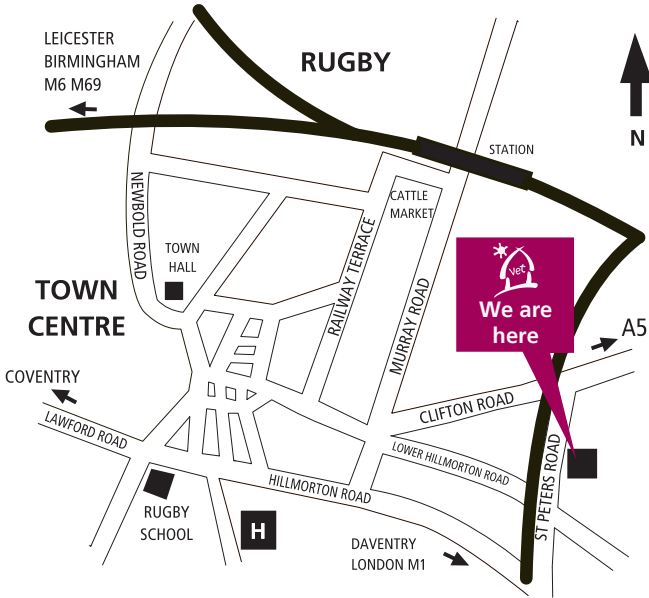 LEICESTER
BIRMINGHAM
M6 M69
RUGBY
N
STATION
NEWBOLD ROAD
CATTLE
MARKET
TOWN
HALL
RAILWAY TERRACE
MURRAY ROAD
Vet
We are
here
TOWN
CENTRE
A5
COVENTRY
LAWFORD ROAD
CLIFTON ROAD
LOWER HILLMORTON ROAD
ST PETERS ROAD
HILLMORTON ROAD
RUGBY
SCHOOL
H
DAVENTRY
LONDON M1